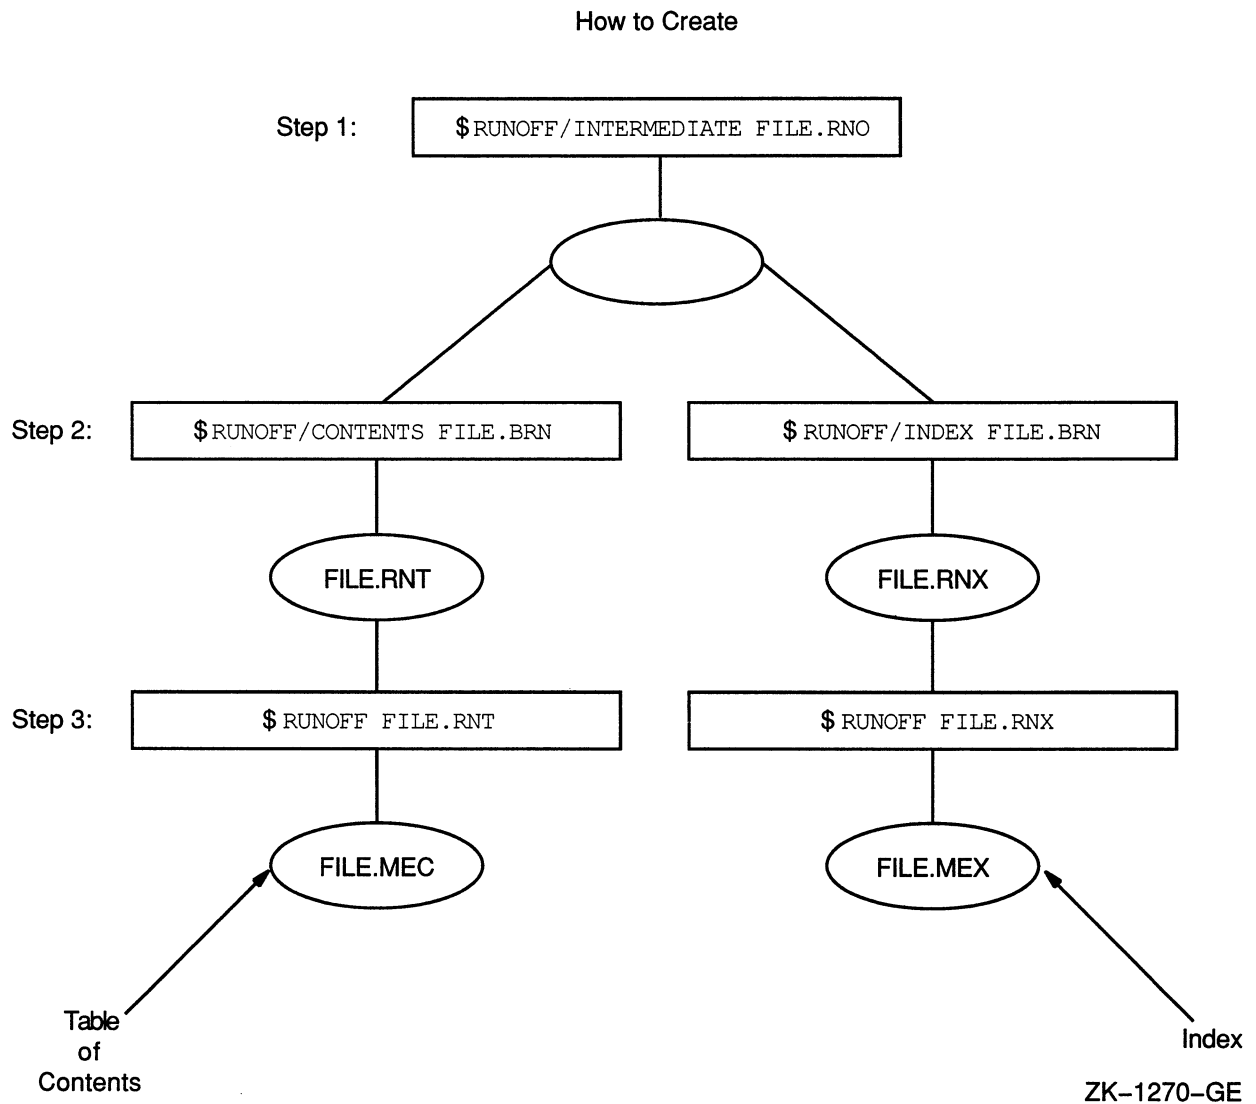 How to Create
Step 1:
$ RUNOFF/INTERMEDIATE FILE.RNO
Step 2:
$ RUNOFF/CONTENTS FILE.BRN
$ RUNOFF/INDEX FILE.BRN
FILE.RNT
FILE.RNX
Step 3:
$ RUNOFF FILE.RNT
$ RUNOFF FILE.RNX
FILE.MEC
FILE.MEX
Table
of
Contents
Index
ZK–1270–GE